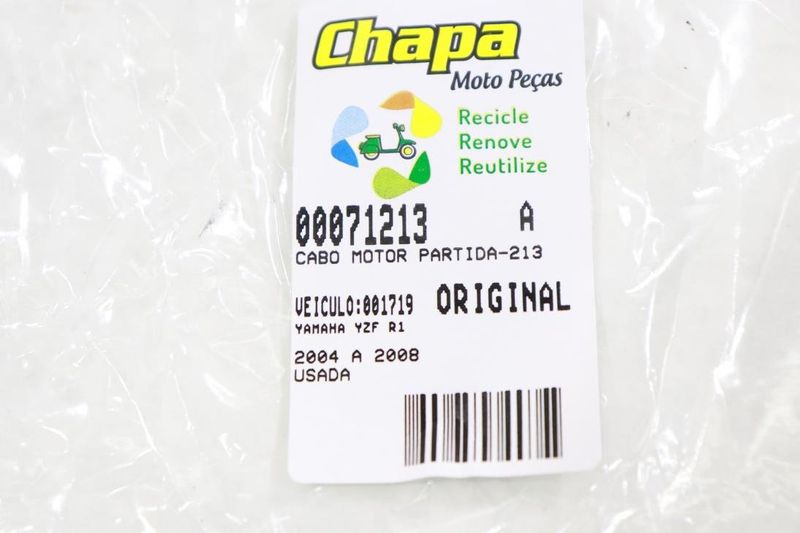 Chapa
Moto Peças
Recicle
Renove
Reutilize
00071213 A
CABO MOTOR PARTIDA-213
VEICULO:001719 ORIGINAL
YAMAHA YZF R1
2004 A 2008
USADA